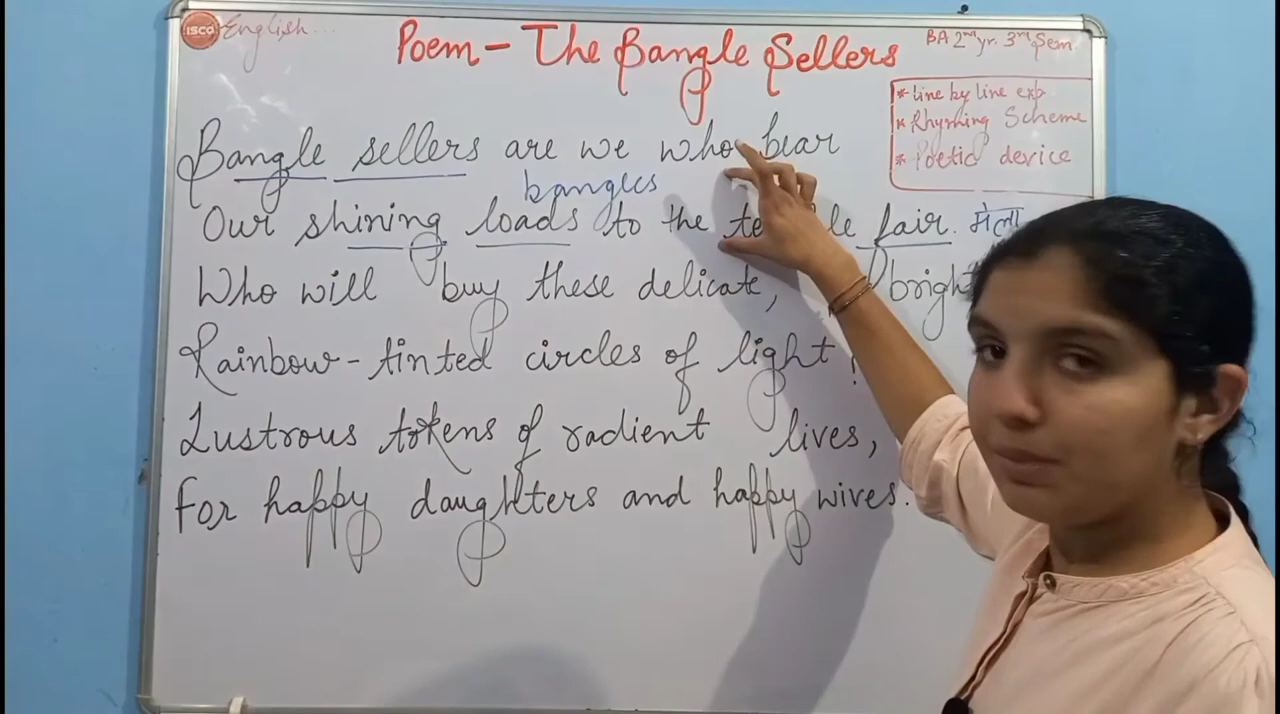 ISCO English...
Poem - The Bangle Sellers
BA 2nd yr. 3rd Sem
* line by line exp
* Rhyming Scheme
* Poetic device
Bangle sellers are we who bear
bangles
Our shining loads to the fair. मेला
Who will buy these delicate, bright
Rainbow-tinted circles of light?
Lustrous tokens of radient lives,
For happy daughters and happy wives.